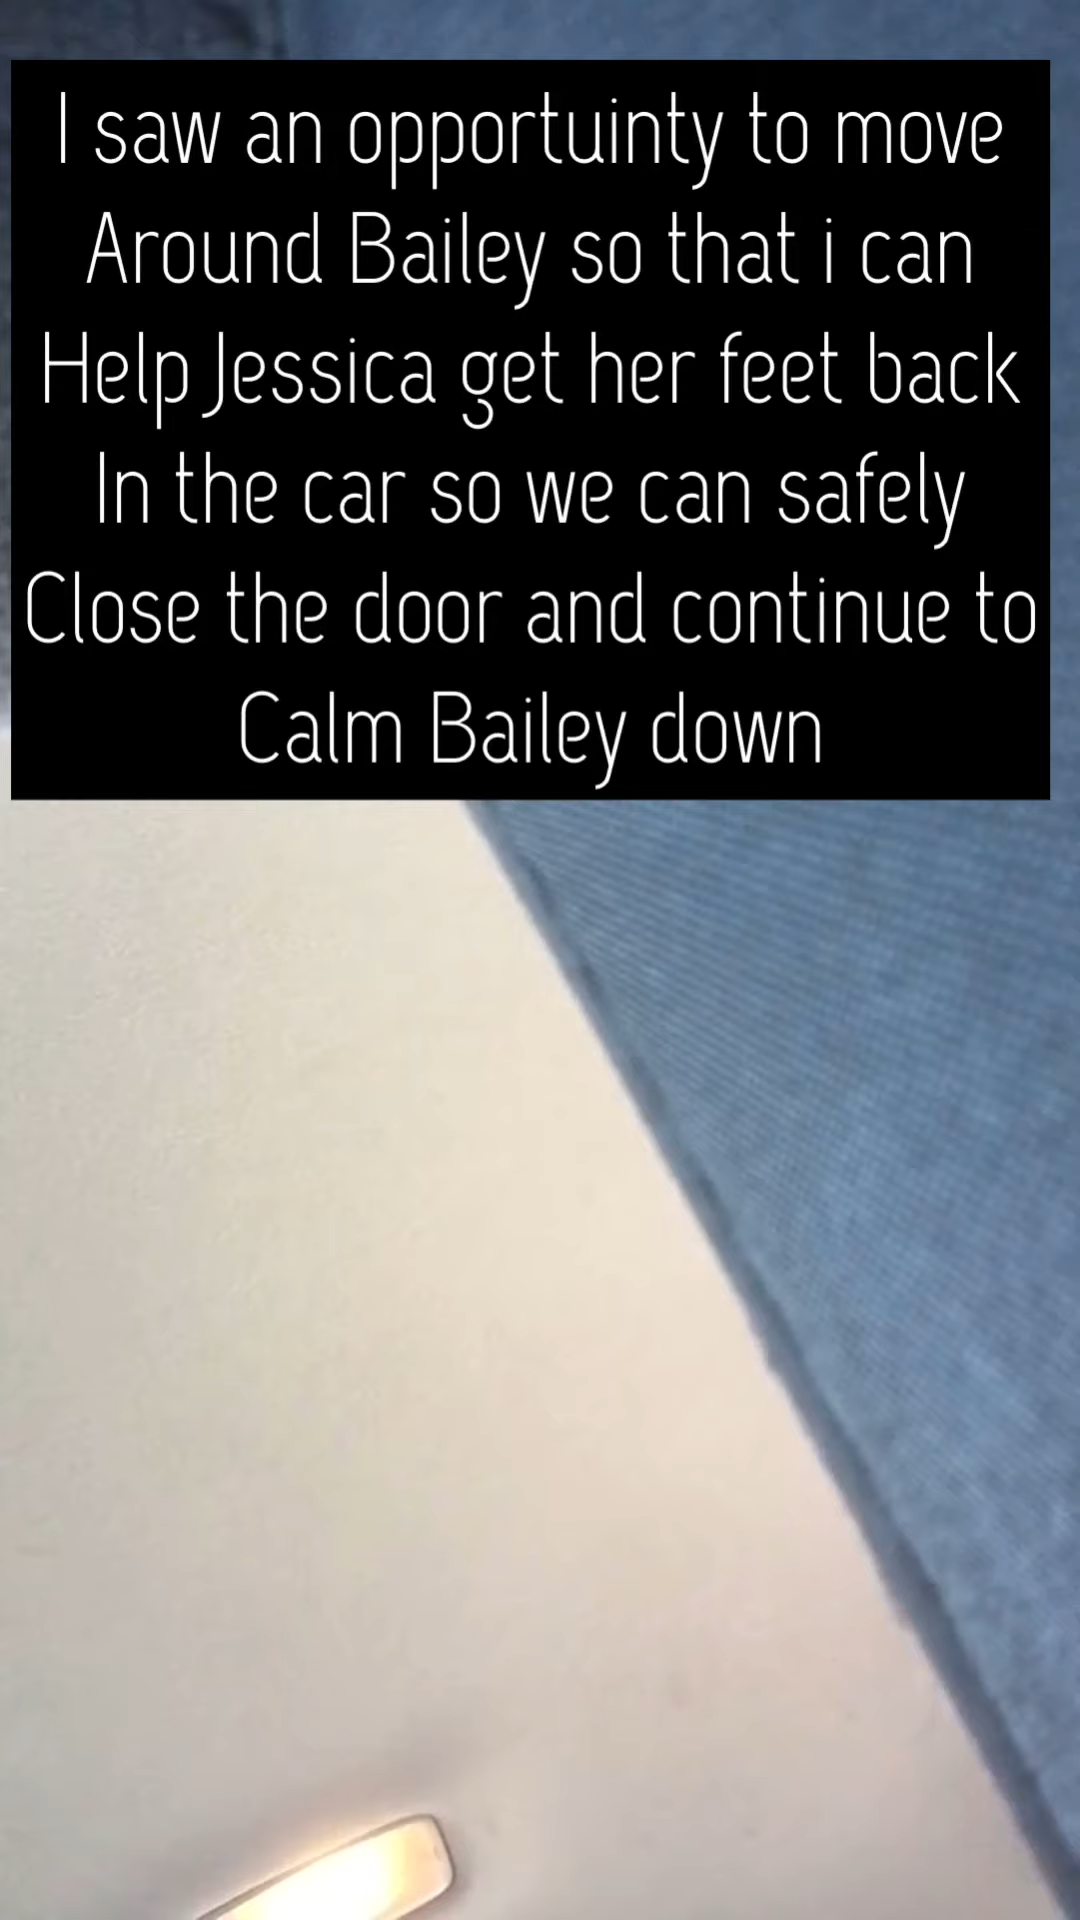 I saw an opportuinty to move
Around Bailey so that i can
Help Jessica get her feet back
In the car so we can safely
Close the door and continue to
Calm Bailey down